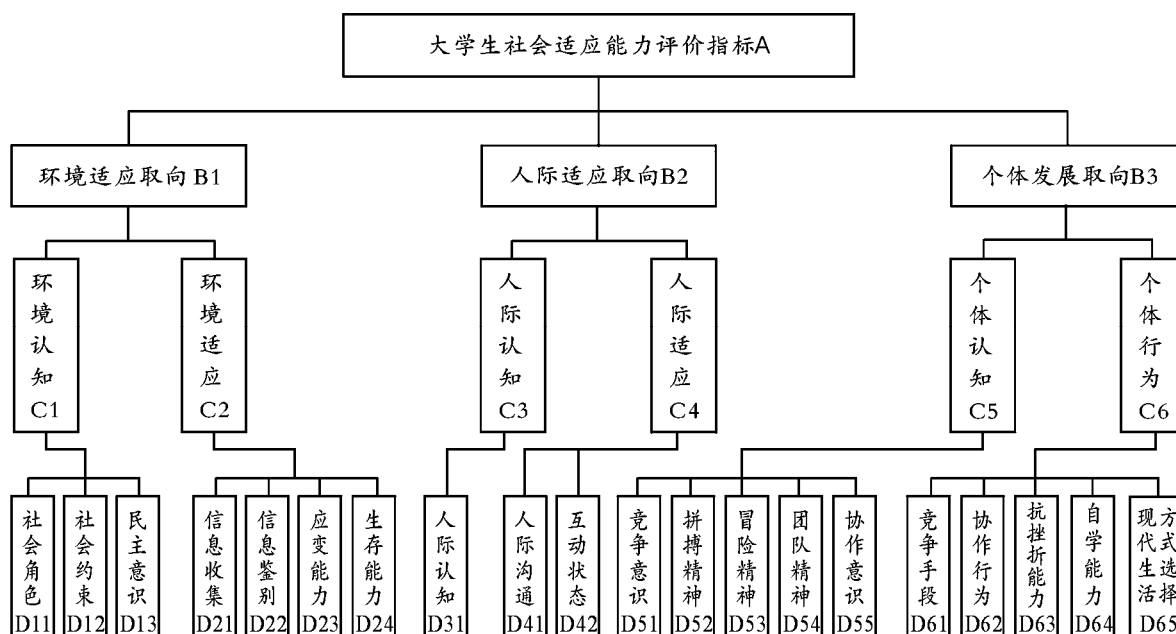 大学生社会适应能力评价指标A
环境适应取向B1
人际适应取向B2
个体发展取向B3
环境认知C1
环境适应C2
人际认知C3
人际适应C4
个体认知C5
个体行为C6
社会角色D11
社会约束D12
民主意识D13
信息收集D21
信息鉴别D22
应变能力D23
生存能力D24
人际认知D31
人际沟通D41
互动状态D42
竞争意识D51
拼搏精神D52
冒险精神D53
团队精神D54
协作意识D55
竞争手段D61
协作行为D62
抗挫折能力D63
自学能力D64
现代生活方式选择D65